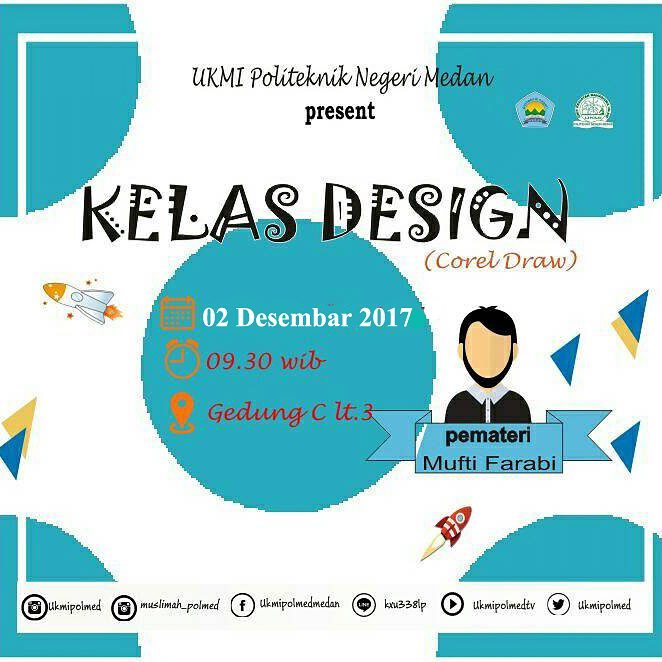 UKMI Politeknik Negeri Medan
present
KELAS DESIGN
(Corel Draw)
02 Desembar 2017
09.30 wib
Gedung C lt.3
pemateri
Mufti Farabi
Ukmipolmed muslimah_polmed Ukmipolmedmedan LINE kxu338lp Ukmipolmedtv Ukmipolmed